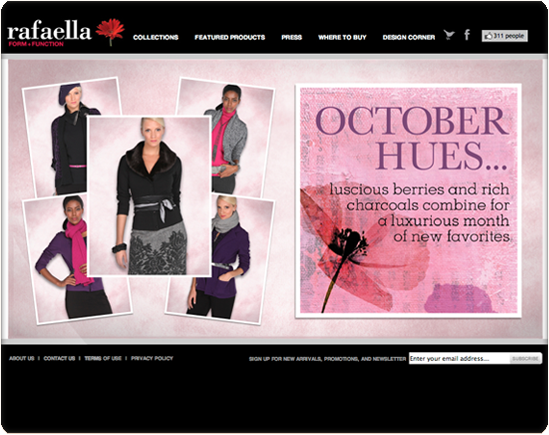 rafaella
FORM + FUNCTION
COLLECTIONS FEATURED PRODUCTS PRESS WHERE TO BUY DESIGN CORNER f 311 people
OCTOBER
HUES...
luscious berries and rich
charcoals combine for
a luxurious month
of new favorites
ABOUT US | CONTACT US | TERMS OF USE | PRIVACY POLICY SIGN UP FOR NEW ARRIVALS, PROMOTIONS, AND NEWSLETTER Enter your email address.... SUBSCRIBE